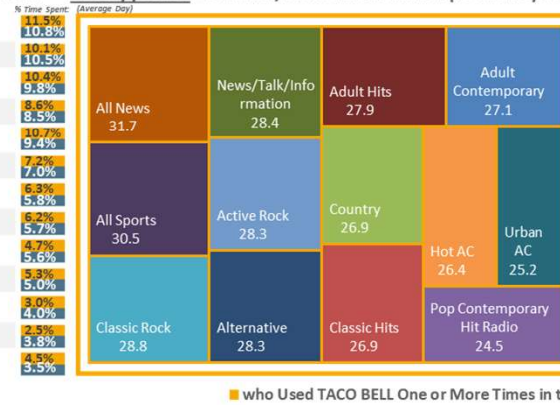 % Time Spent: (Average Day)
11.5%
10.8%
10.1%
10.5%
10.4%
9.8%
8.6%
8.5%
10.7%
9.4%
7.2%
7.0%
6.3%
5.8%
6.2%
5.7%
4.7%
5.6%
5.3%
5.0%
3.0%
4.0%
2.5%
3.8%
4.5%
3.5%
All News
31.7
News/Talk/Info
rmation
28.4
Adult Hits
27.9
Adult
Contemporary
27.1
All Sports
30.5
Active Rock
28.3
Country
26.9
Hot AC
26.4
Urban
AC
25.2
Classic Rock
28.8
Alternative
28.3
Classic Hits
26.9
Pop Contemporary
Hit Radio
24.5
who Used TACO BELL One or More Times in